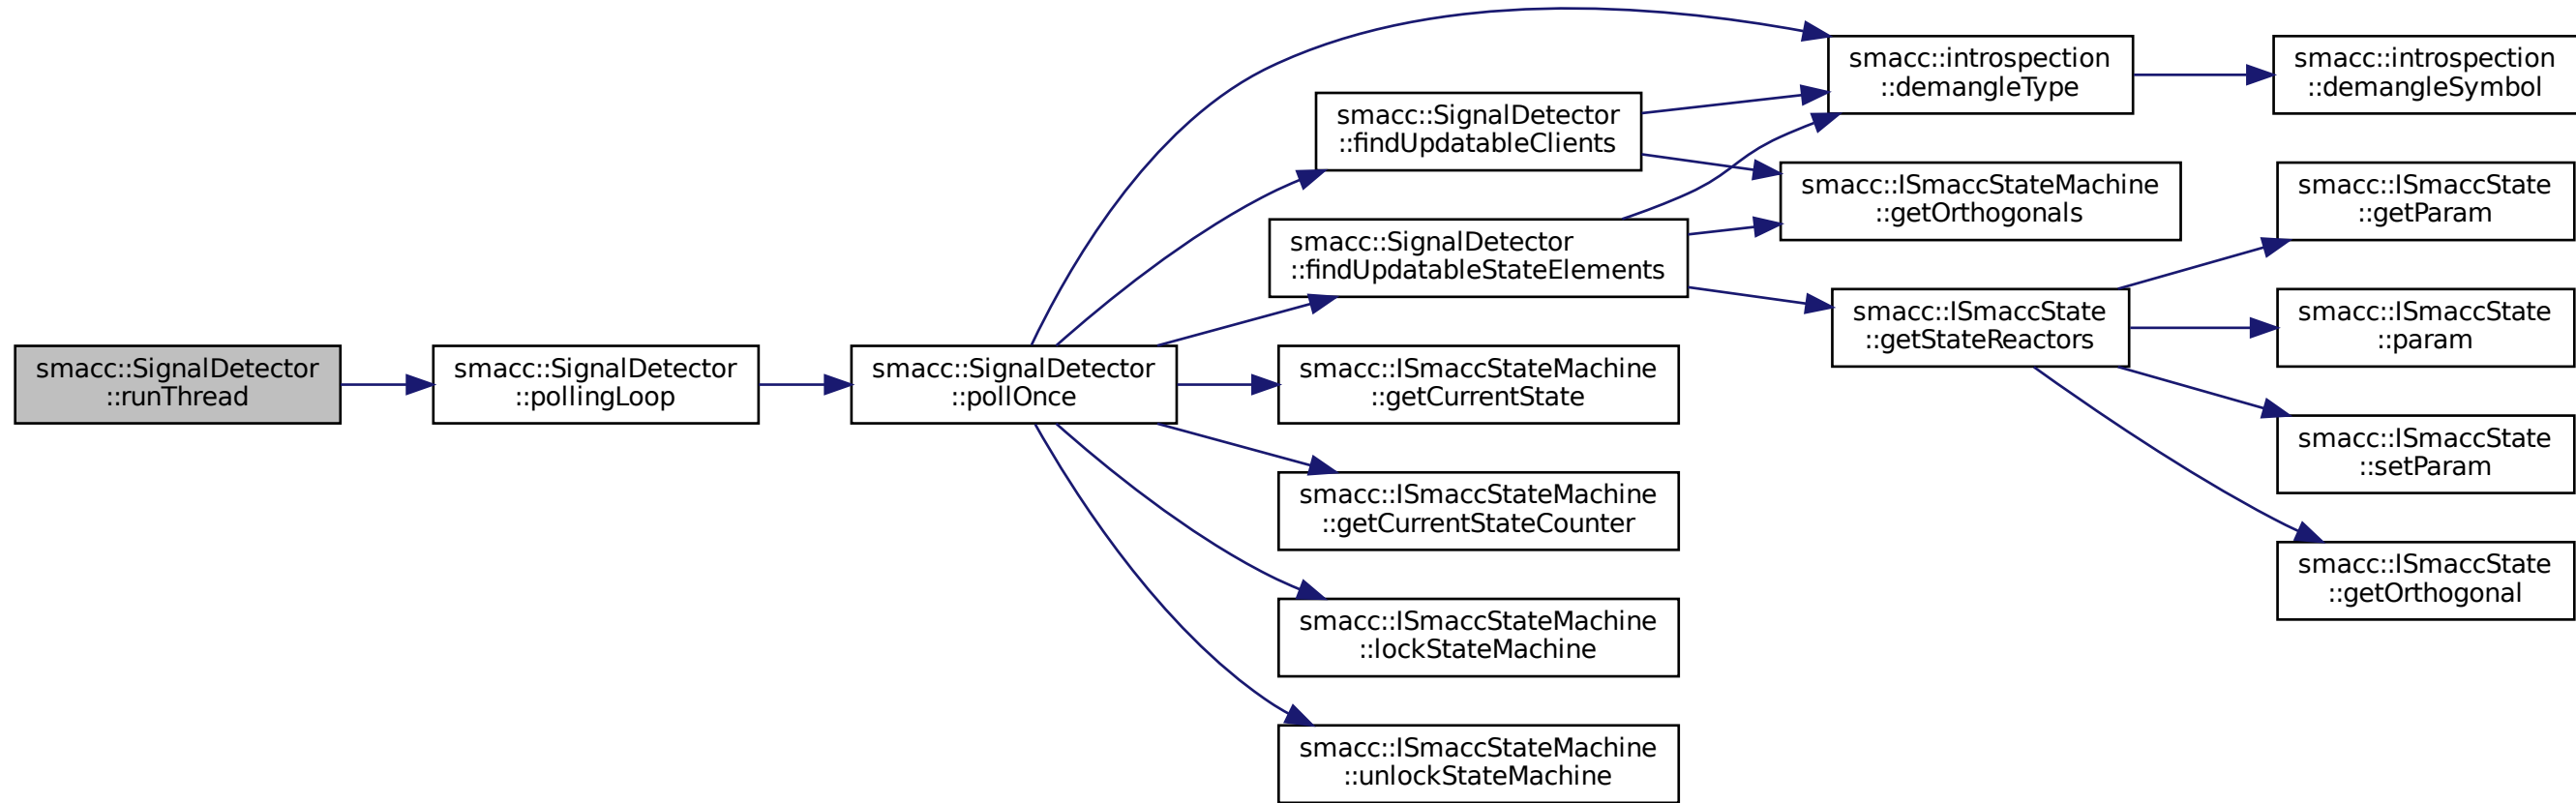 smacc::SignalDetector
::runThread
smacc::SignalDetector
::pollingLoop
smacc::SignalDetector
::pollOnce
smacc::SignalDetector
::findUpdatableClients
smacc::SignalDetector
::findUpdatableStateElements
smacc::ISmaccStateMachine
::getCurrentState
smacc::ISmaccStateMachine
::getCurrentStateCounter
smacc::ISmaccStateMachine
::lockStateMachine
smacc::ISmaccStateMachine
::unlockStateMachine
smacc::introspection
::demangleType
smacc::ISmaccStateMachine
::getOrthogonals
smacc::ISmaccState
::getStateReactors
smacc::introspection
::demangleSymbol
smacc::ISmaccState
::getParam
smacc::ISmaccState
::param
smacc::ISmaccState
::setParam
smacc::ISmaccState
::getOrthogonal